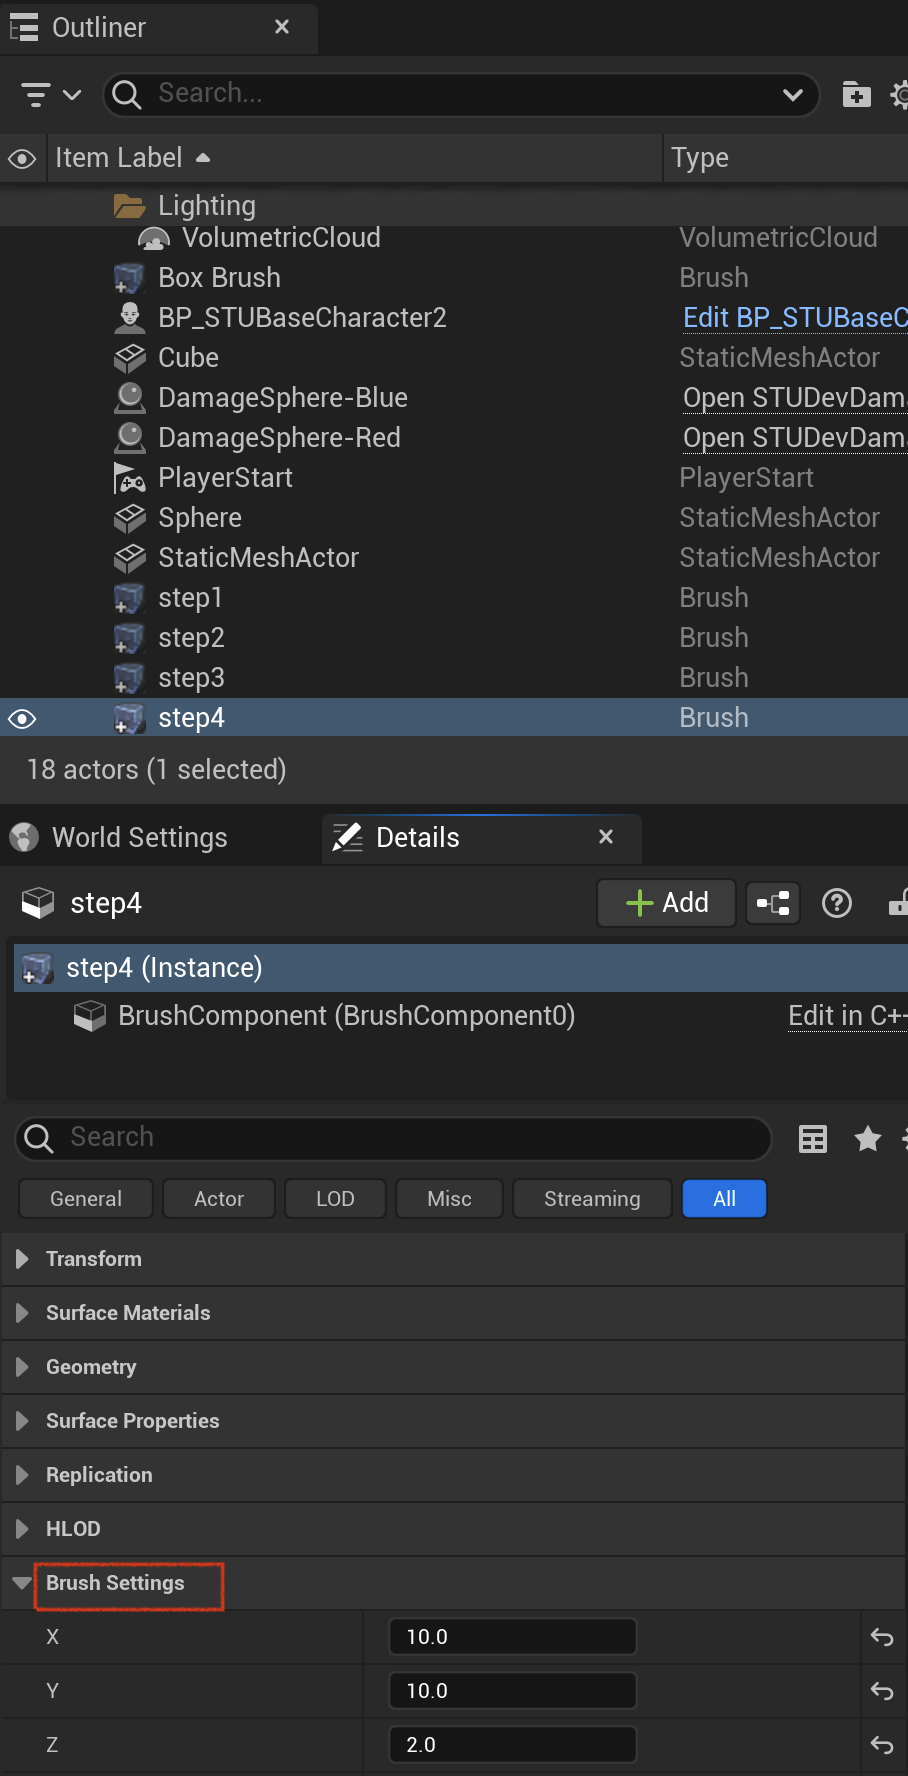 Outliner
Search...
Item Label Type
Lighting
VolumetricCloud VolumetricCloud
Box Brush Brush
BP_STUBaseCharacter2 Edit BP_STUBaseC
Cube StaticMeshActor
DamageSphere-Blue Open STUDevDam
DamageSphere-Red Open STUDevDam
PlayerStart PlayerStart
Sphere StaticMeshActor
StaticMeshActor StaticMeshActor
step1 Brush
step2 Brush
step3 Brush
step4 Brush
18 actors (1 selected)
World Settings Details
step4 + Add
step4 (Instance)
BrushComponent (BrushComponent0) Edit in C++
Search
General Actor LOD Misc Streaming All
Transform
Surface Materials
Geometry
Surface Properties
Replication
HLOD
Brush Settings
X 10.0
Y 10.0
Z 2.0